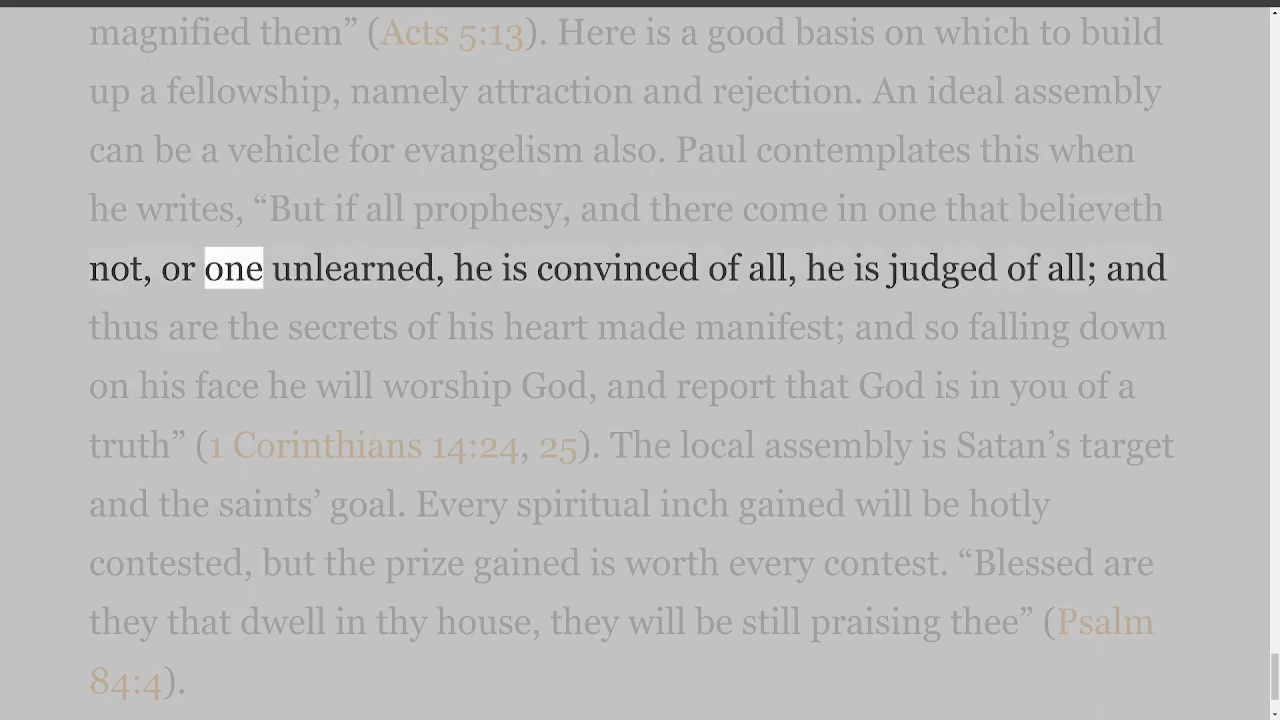 magnified them” (Acts 5:13). Here is a good basis on which to build
up a fellowship, namely attraction and rejection. An ideal assembly
can be a vehicle for evangelism also. Paul contemplates this when
he writes, “But if all prophesy, and there come in one that believeth
not, or one unlearned, he is convinced of all, he is judged of all; and
thus are the secrets of his heart made manifest; and so falling down
on his face he will worship God, and report that God is in you of a
truth” (1 Corinthians 14:24, 25). The local assembly is Satan’s target
and the saints’ goal. Every spiritual inch gained will be hotly
contested, but the prize gained is worth every contest. “Blessed are
they that dwell in thy house, they will be still praising thee” (Psalm
84:4).